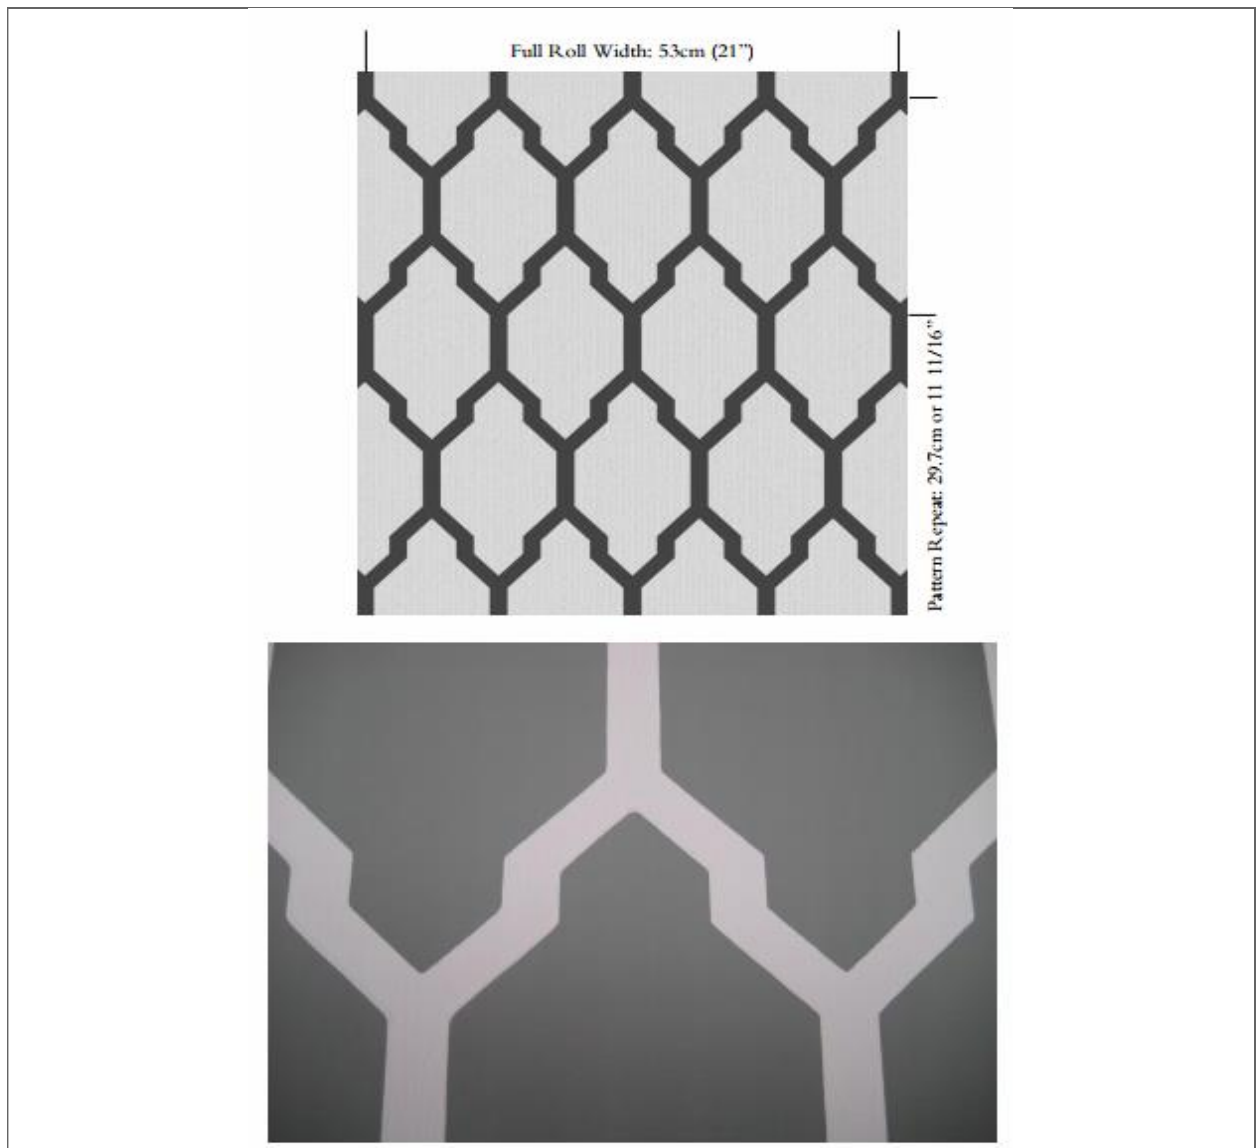 Full Roll Width: 53cm (21”)
Pattern Repeat: 29.7cm or 11 11/16”